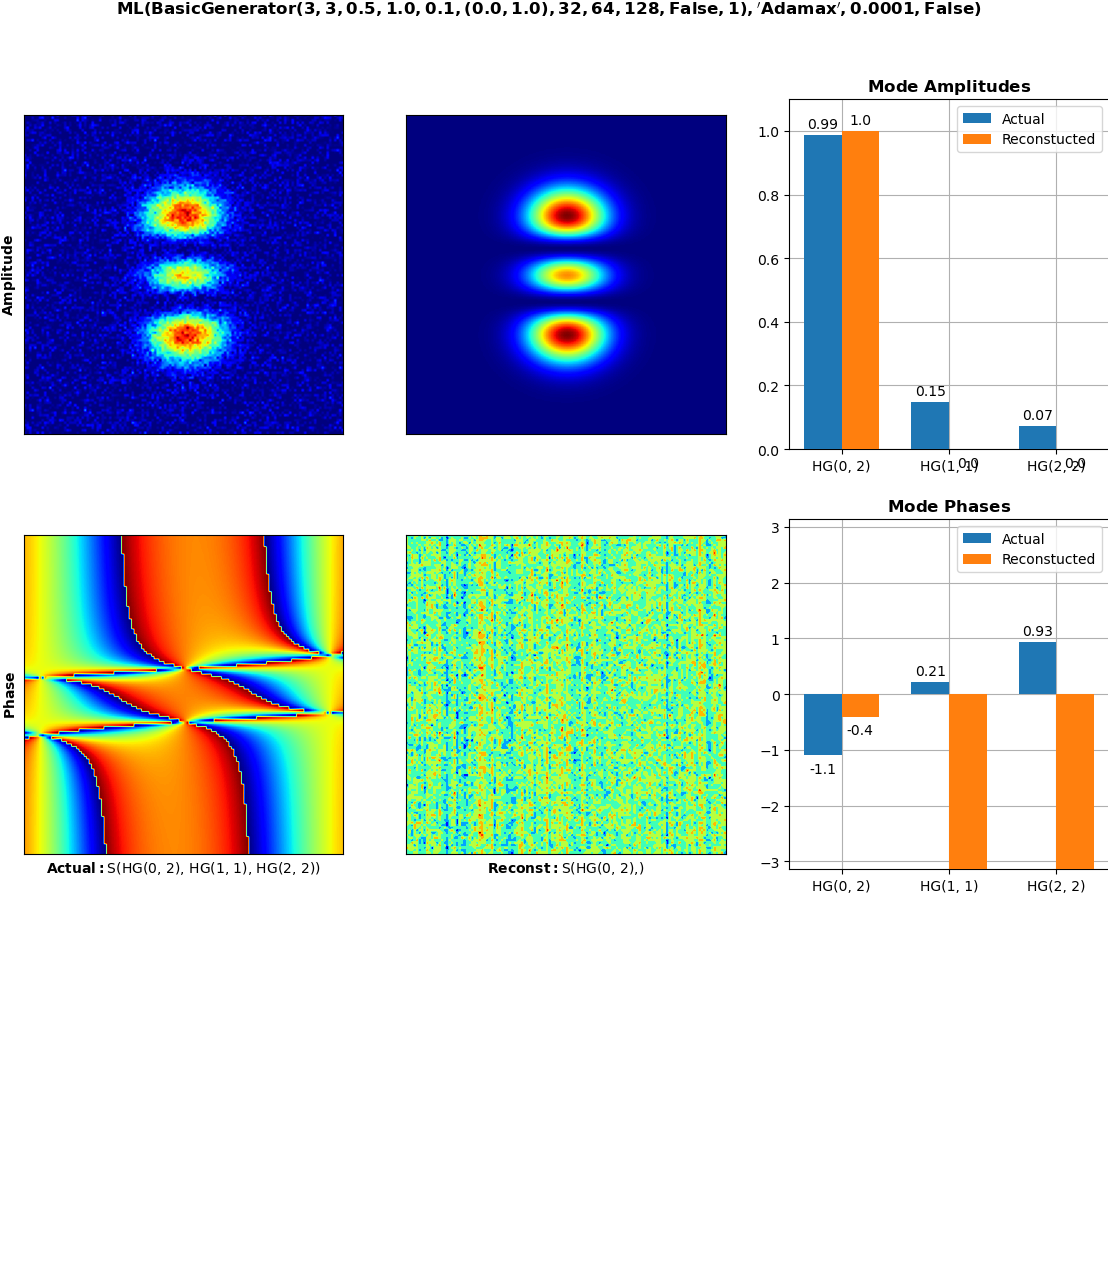 ML(BasicGenerator(3, 3, 0.5, 1.0, 0.1, (0.0, 1.0), 32, 64, 128, False, 1), ′Adamax′, 0.0001, False)
Amplitude
Mode Amplitudes
Actual
Reconstucted
1.0
0.8
0.6
0.4
0.2
0.0
0.99
1.0
0.15
0.0
0.07
0.0
HG(0, 2)
HG(1, 1)
HG(2, 2)
Phase
Actual: S(HG(0, 2), HG(1, 1), HG(2, 2))
Reconst: S(HG(0, 2),)
Mode Phases
Actual
Reconstucted
3
2
1
0
−1
−2
−3
-1.1
-0.4
0.21
0.93
HG(0, 2)
HG(1, 1)
HG(2, 2)